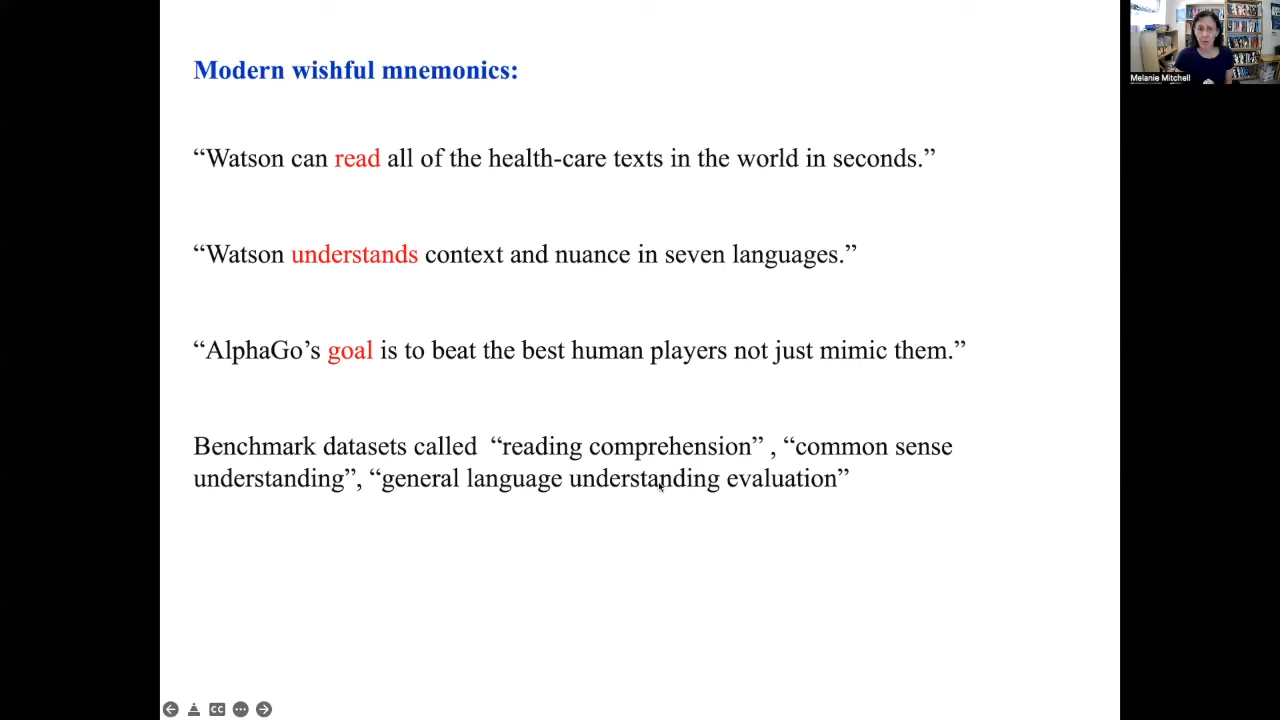 Modern wishful mnemonics:
“Watson can read all of the health-care texts in the world in seconds.”
“Watson understands context and nuance in seven languages.”
“AlphaGo’s goal is to beat the best human players not just mimic them.”
Benchmark datasets called “reading comprehension” , “common sense
understanding”, “general language understanding evaluation”
Melanie Mitchell
CC